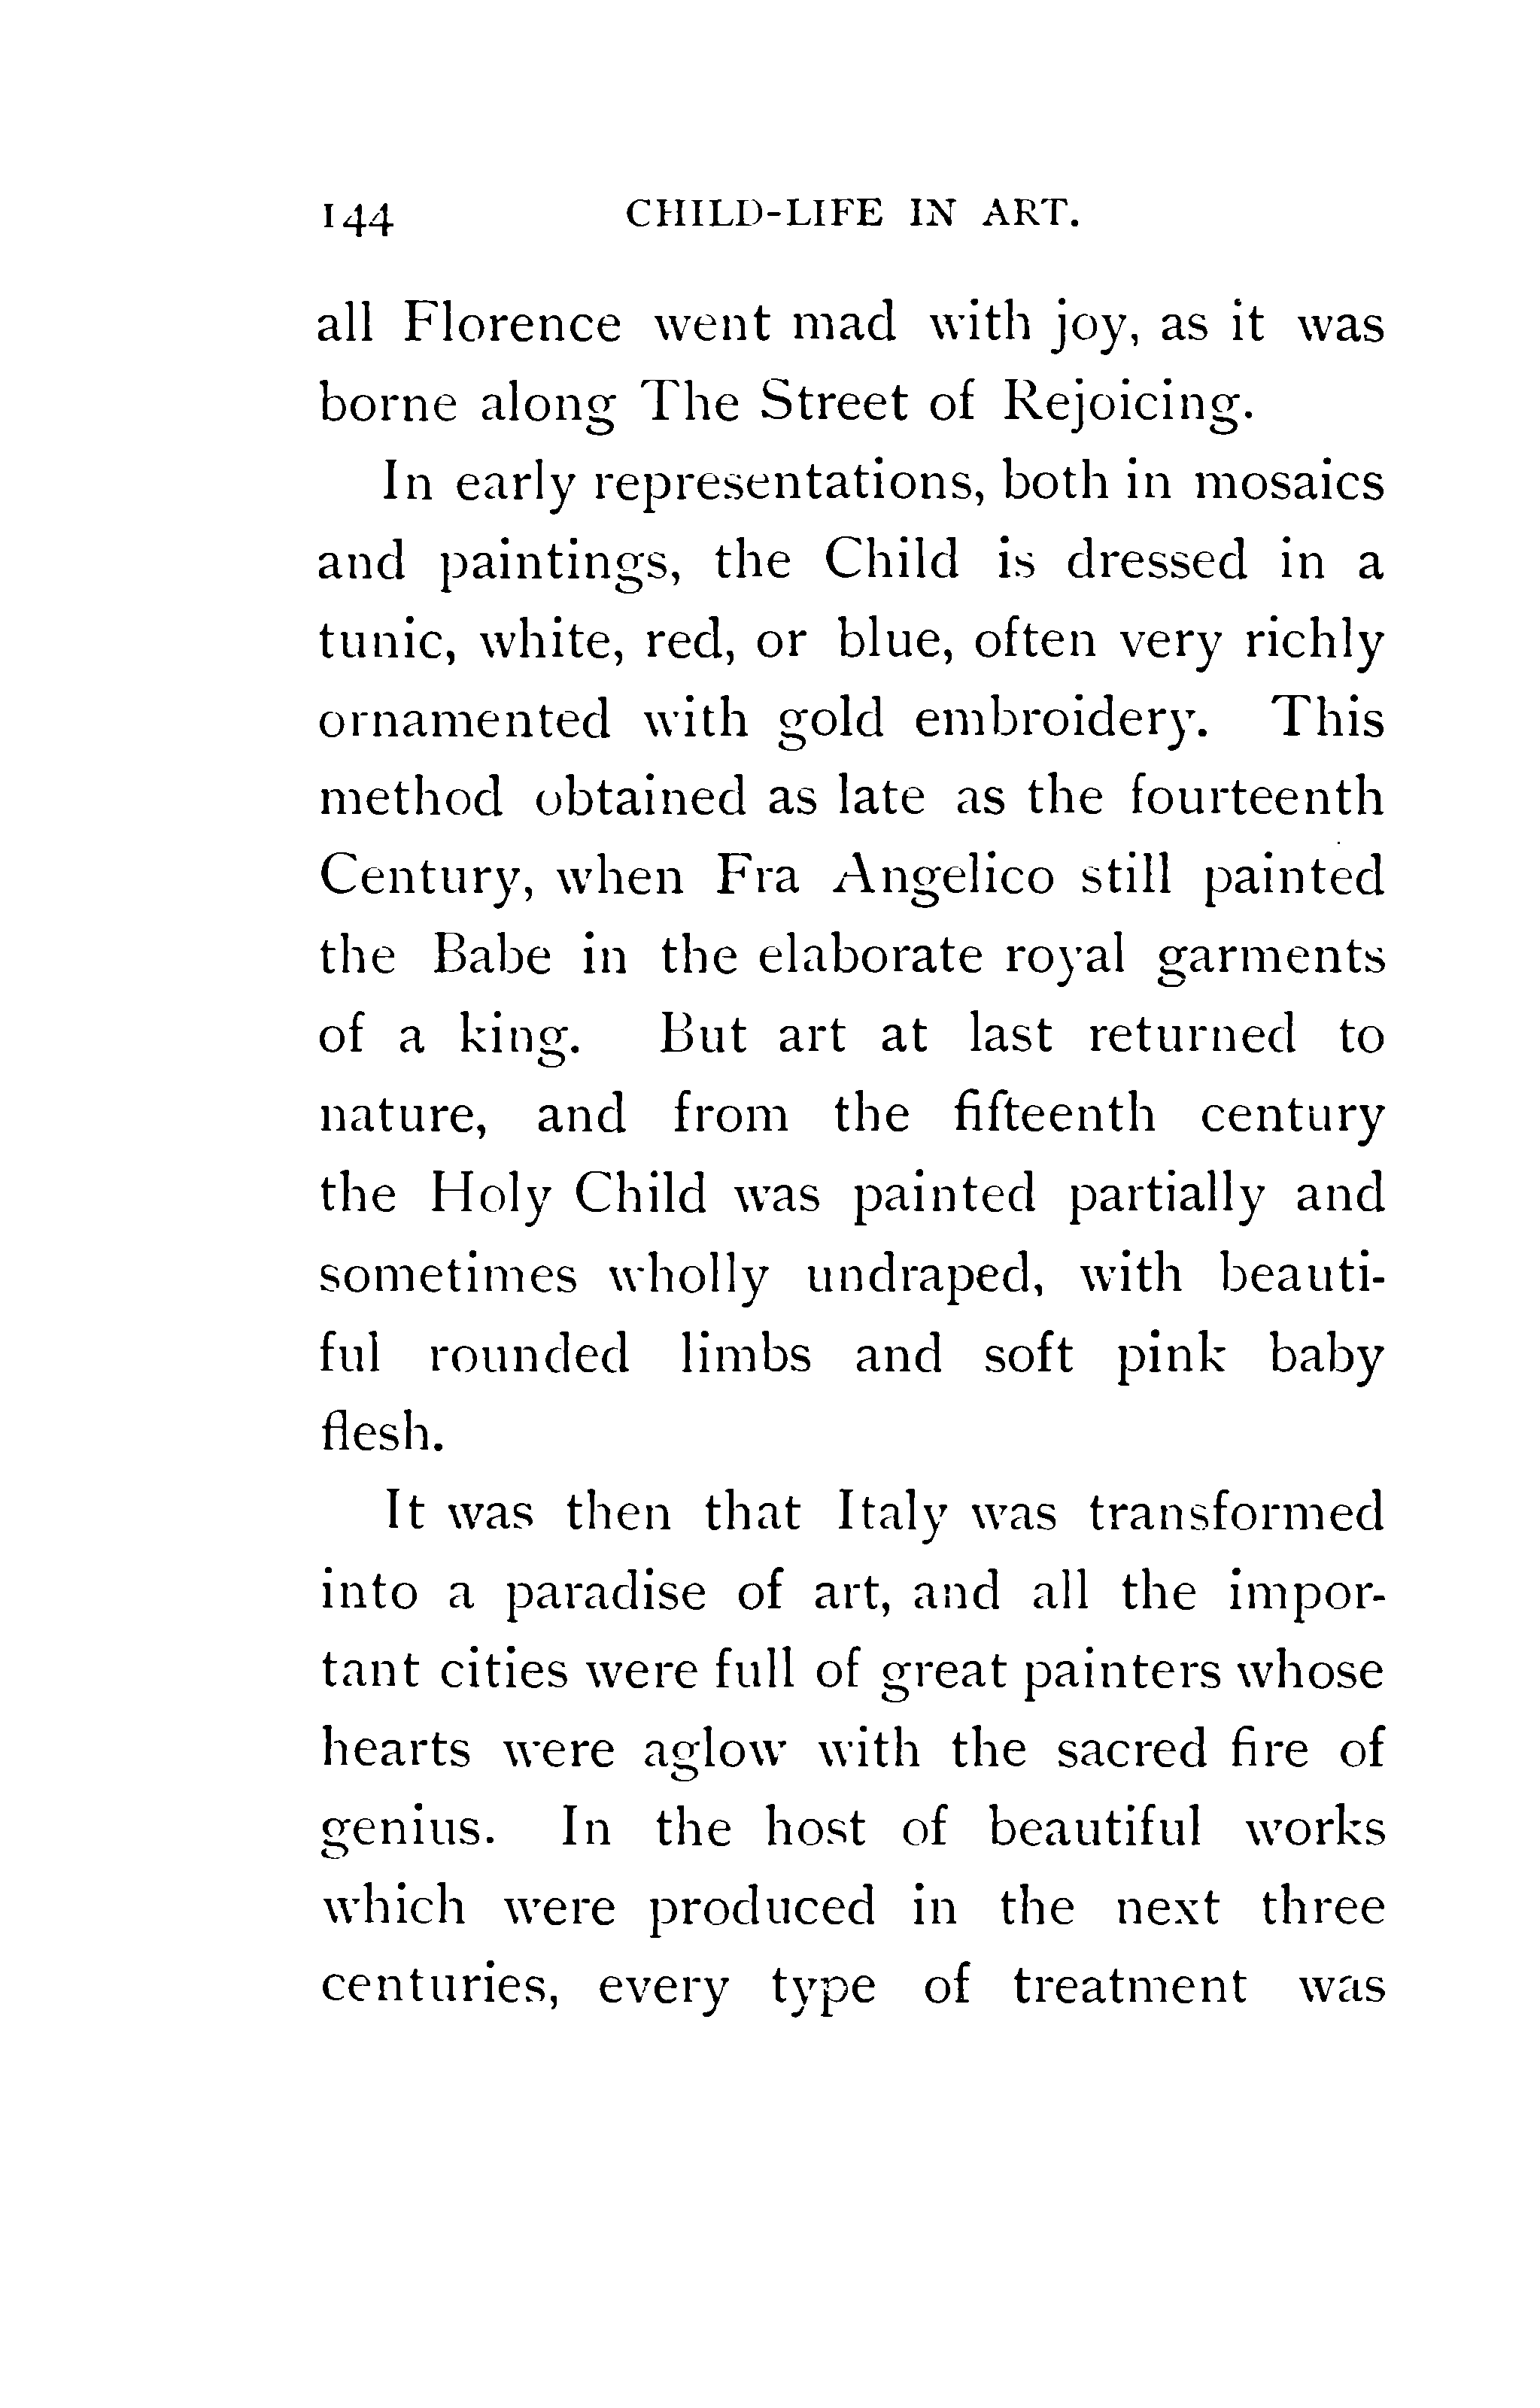 144 CHILD-LIFE IN ART.
all Florence went mad with joy, as it was
borne along The Street of Rejoicing.
In early representations, both in mosaics
and paintings, the Child is dressed in a
tunic, white, red, or blue, often very richly
ornamented with gold embroidery. This
method obtained as late as the fourteenth
Century, when Fra Angelico still painted
the Babe in the elaborate royal garments
of a king. But art at last returned to
nature, and from the fifteenth century
the Holy Child was painted partially and
sometimes wholly undraped, with beauti-
ful rounded limbs and soft pink baby
flesh.
It was then that Italy was transformed
into a paradise of art, and all the impor-
tant cities were full of great painters whose
hearts were aglow with the sacred fire of
genius. In the host of beautiful works
which were produced in the next three
centuries, every type of treatment was